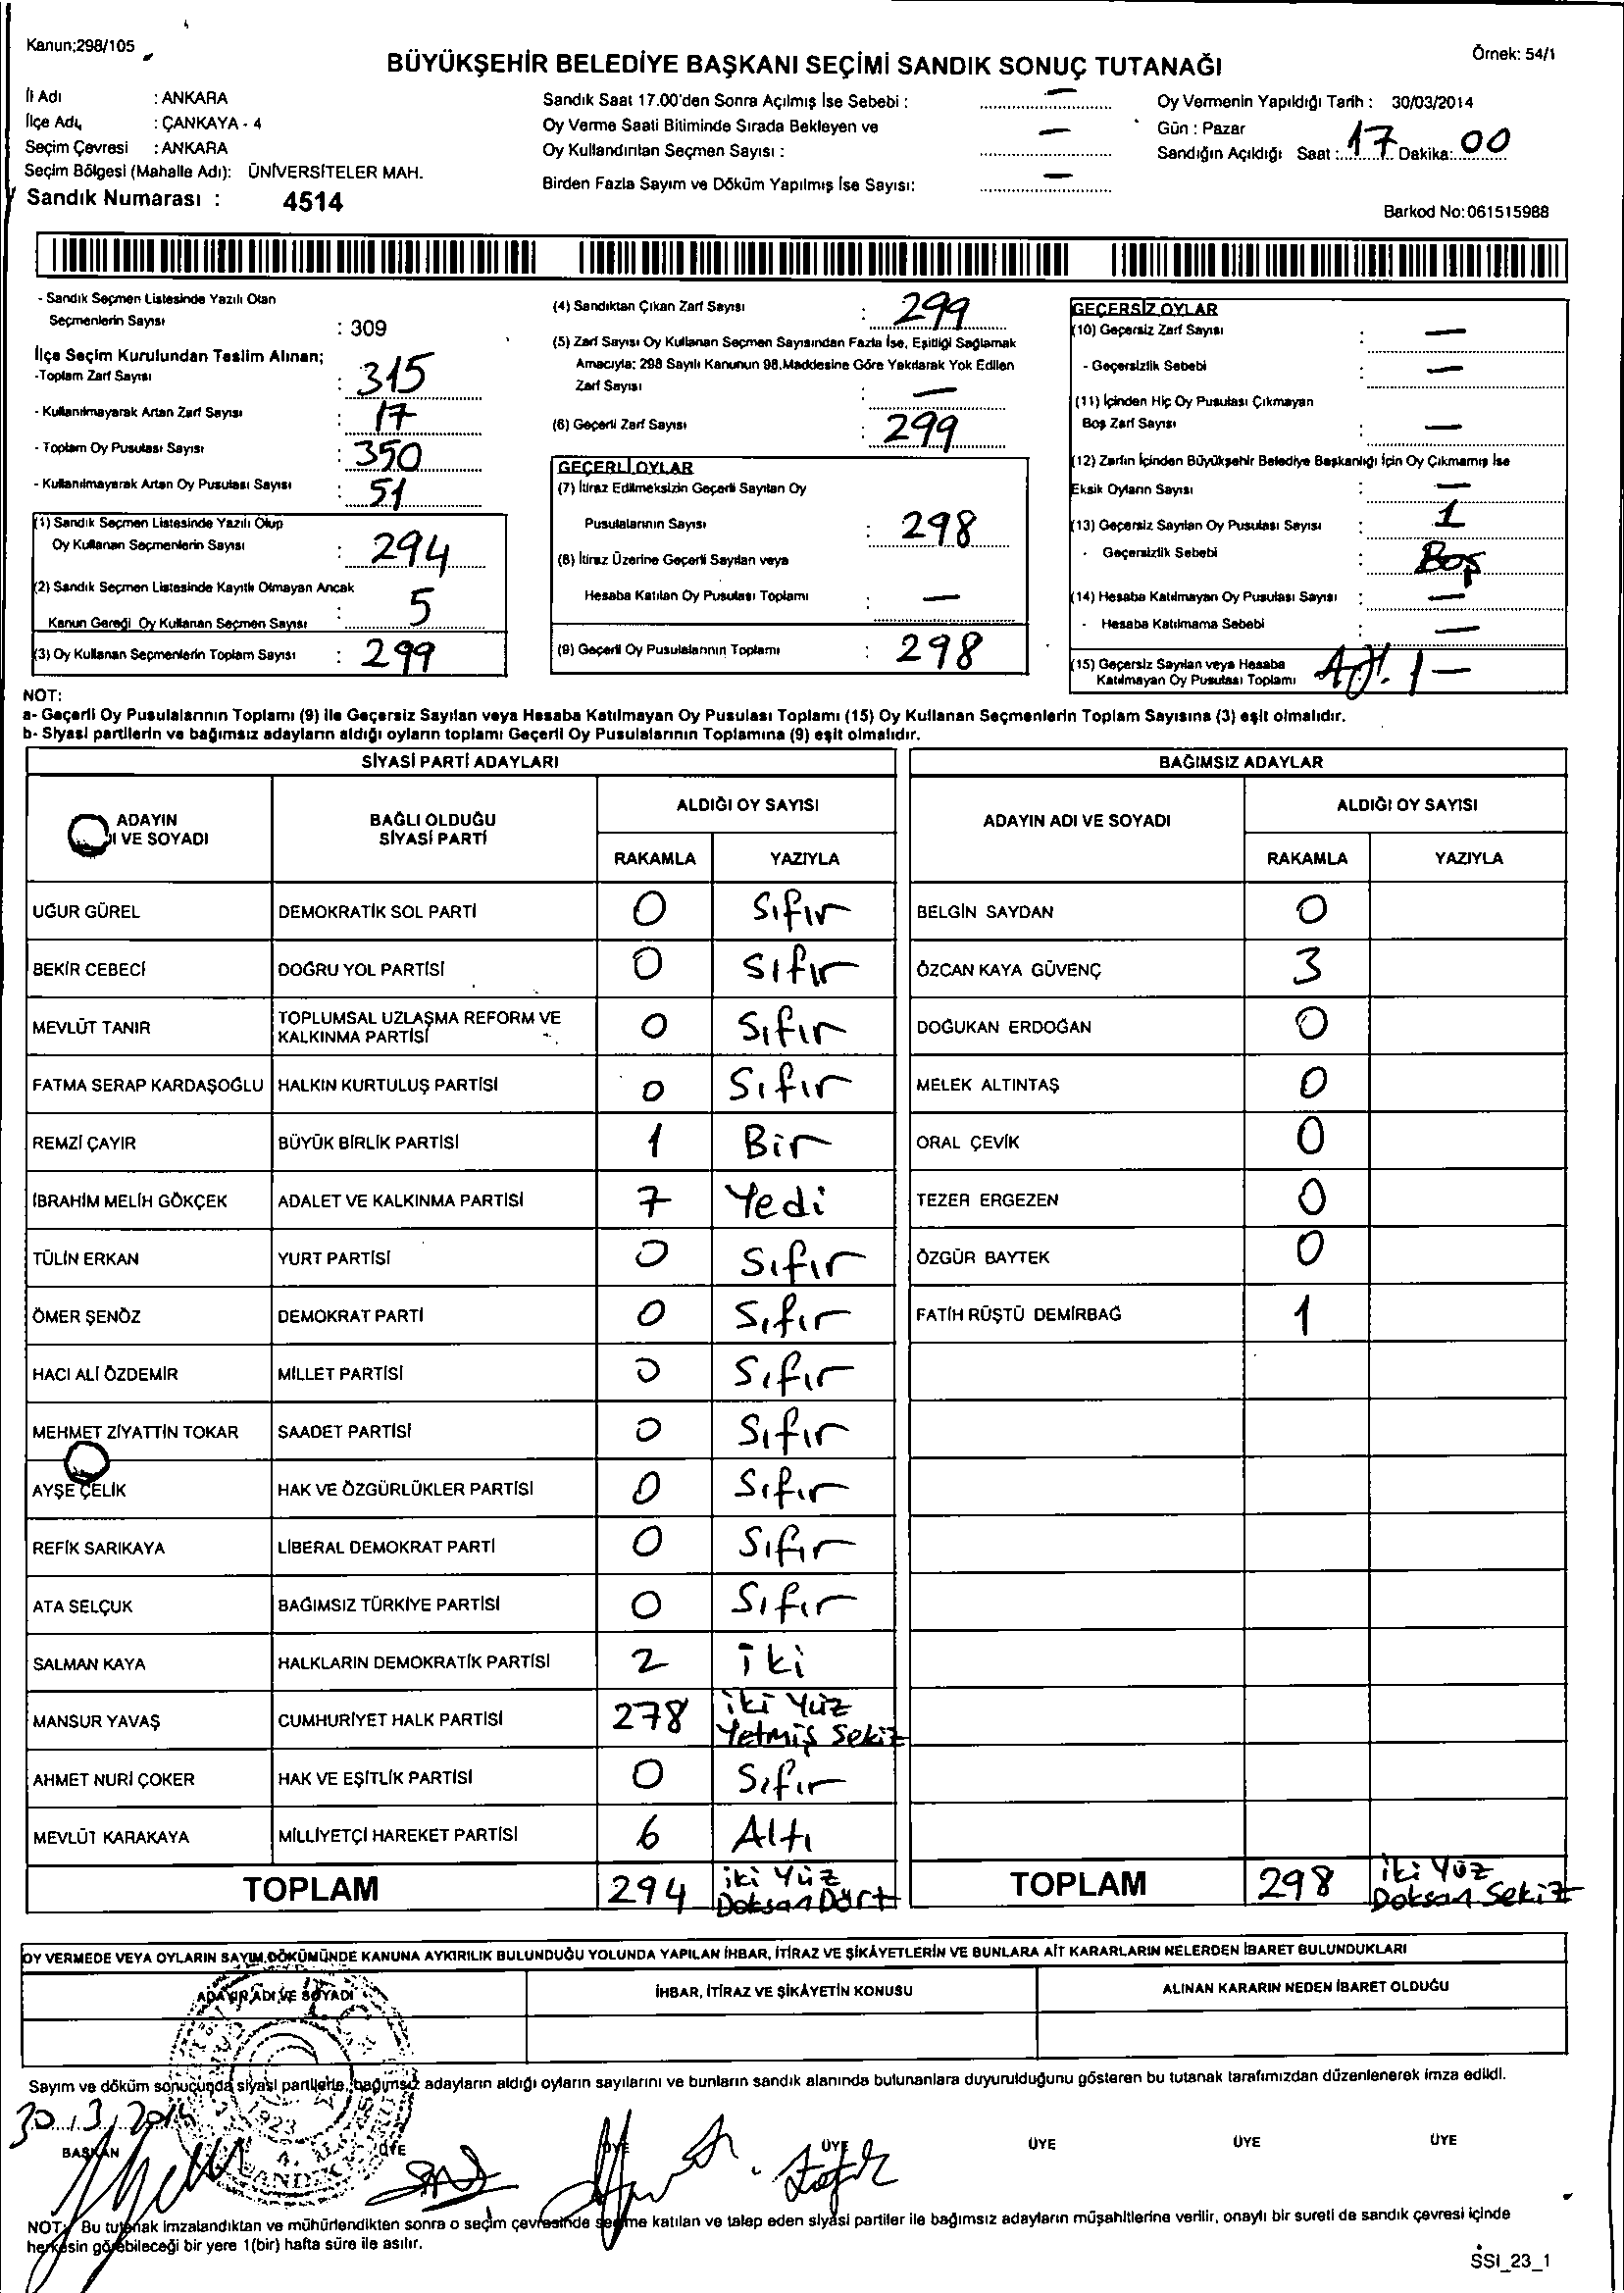 Kanun;298/105
Örnek: 54/1
BÜYÜKŞEHİR BELEDİYE BAŞKANI SEÇİMİ SANDIK SONUÇ TUTANAĞI
İl Adı : ANKARA
İlçe Adı : ÇANKAYA - 4
Seçim Çevresi : ANKARA
Seçim Bölgesi (Mahalle Adı): ÜNİVERSİTELER MAH.
Sandık Numarası : 4514
Sandık Saat 17.00'den Sonra Açılmış İse Sebebi : —
Oy Verme Saati Bitiminde Sırada Bekleyen ve
Oy Kullandırılan Seçmen Sayısı : —
Birden Fazla Sayım ve Döküm Yapılmış İse Sayısı: —
Oy Vermenin Yapıldığı Tarih : 30/03/2014
Gün : Pazar
Sandığın Açıldığı Saat : 17 Dakika: 00
Barkod No: 061515988
- Sandık Seçmen Listesinde Yazılı Olan
Seçmenlerin Sayısı : 309
İlçe Seçim Kurulundan Teslim Alınan;
-Toplam Zarf Sayısı : 315
- Kullanılmayarak Artan Zarf Sayısı : 17
- Toplam Oy Pusulası Sayısı : 350
- Kullanılmayarak Artan Oy Pusulası Sayısı : 51
(1) Sandık Seçmen Listesinde Yazılı Olup
Oy Kullanan Seçmenlerin Sayısı : 294
(2) Sandık Seçmen Listesinde Kayıtlı Olmayan Ancak
Kanun Gereği Oy Kullanan Seçmen Sayısı : 5
(3) Oy Kullanan Seçmenlerin Toplam Sayısı : 299
(4) Sandıktan Çıkan Zarf Sayısı : 299
(5) Zarf Sayısı Oy Kullanan Seçmen Sayısından Fazla İse, Eşitliği Sağlamak
Amacıyla; 298 Sayılı Kanunun 98.Maddesine Göre Yakılarak Yok Edilen
Zarf Sayısı : —
(6) Geçerli Zarf Sayısı : 299
GEÇERLİ OYLAR
(7) İtiraz Edilmeksizin Geçerli Sayılan Oy
Pusulalarının Sayısı : 298
(8) İtiraz Üzerine Geçerli Sayılan veya
Hesaba Katılan Oy Pusulası Toplamı : —
(9) Geçerli Oy Pusulalarının Toplamı : 298
GEÇERSİZ OYLAR
(10) Geçersiz Zarf Sayısı : —
- Geçersizlik Sebebi : —
(11) İçinden Hiç Oy Pusulası Çıkmayan
Boş Zarf Sayısı : —
(12) Zarfın İçinden Büyükşehir Belediye Başkanlığı İçin Oy Çıkmamış İse
Eksik Oyların Sayısı : —
(13) Geçersiz Sayılan Oy Pusulası Sayısı : 1
- Geçersizlik Sebebi : Boş
(14) Hesaba Katılmayan Oy Pusulası Sayısı : —
- Hesaba Katılmama Sebebi : —
(15) Geçersiz Sayılan veya Hesaba
Katılmayan Oy Pusulası Toplamı 1 —
NOT:
a- Geçerli Oy Pusulalarının Toplamı (9) ile Geçersiz Sayılan veya Hesaba Katılmayan Oy Pusulası Toplamı (15) Oy Kullanan Seçmenlerin Toplam Sayısına (3) eşit olmalıdır.
b- Siyasi partilerin ve bağımsız adayların aldığı oyların toplamı Geçerli Oy Pusulalarının Toplamına (9) eşit olmalıdır.
SİYASİ PARTİ ADAYLARI
ADAYIN
I VE SOYADI
BAĞLI OLDUĞU
SİYASİ PARTİ
ALDIĞI OY SAYISI
RAKAMLA YAZIYLA
UĞUR GÜREL DEMOKRATİK SOL PARTİ 0 Sıfır
BEKİR CEBECİ DOĞRU YOL PARTİSİ 0 Sıfır
MEVLÜT TANIR TOPLUMSAL UZLAŞMA REFORM VE
KALKINMA PARTİSİ 0 Sıfır
FATMA SERAP KARDAŞOĞLU HALKIN KURTULUŞ PARTİSİ 0 Sıfır
REMZİ ÇAYIR BÜYÜK BİRLİK PARTİSİ 1 Bir
İBRAHİM MELİH GÖKÇEK ADALET VE KALKINMA PARTİSİ 7 Yedi
TÜLİN ERKAN YURT PARTİSİ 0 Sıfır
ÖMER ŞENÖZ DEMOKRAT PARTİ 0 Sıfır
HACI ALİ ÖZDEMİR MİLLET PARTİSİ 0 Sıfır
MEHMET ZİYATTİN TOKAR SAADET PARTİSİ 0 Sıfır
AYŞE ÇELİK HAK VE ÖZGÜRLÜKLER PARTİSİ 0 Sıfır
REFİK SARIKAYA LİBERAL DEMOKRAT PARTİ 0 Sıfır
ATA SELÇUK BAĞIMSIZ TÜRKİYE PARTİSİ 0 Sıfır
SALMAN KAYA HALKLARIN DEMOKRATİK PARTİSİ 2 iki
MANSUR YAVAŞ CUMHURİYET HALK PARTİSİ 278 iki Yüz
Yetmiş Sekiz
AHMET NURİ ÇOKER HAK VE EŞİTLİK PARTİSİ 0 Sıfır
MEVLÜT KARAKAYA MİLLİYETÇİ HAREKET PARTİSİ 6 Altı
TOPLAM 294 iki Yüz
Doksan Dört
BAĞIMSIZ ADAYLAR
ADAYIN ADI VE SOYADI
ALDIĞI OY SAYISI
RAKAMLA YAZIYLA
BELGİN SAYDAN 0
ÖZCAN KAYA GÜVENÇ 3
DOĞUKAN ERDOĞAN 0
MELEK ALTINTAŞ 0
ORAL ÇEVİK 0
TEZER ERGEZEN 0
ÖZGÜR BAYTEK 0
FATİH RÜŞTÜ DEMİRBAĞ 1
TOPLAM 298 iki Yüz
Doksan Sekiz
OY VERMEDE VEYA OYLARIN SAYIM DÖKÜMÜNDE KANUNA AYKIRILIK BULUNDUĞU YOLUNDA YAPILAN İHBAR, İTİRAZ VE ŞİKÂYETLERİN VE BUNLARA AİT KARARLARIN NELERDEN İBARET BULUNDUKLARI
ADAYIN ADI VE SOYADI
İHBAR, İTİRAZ VE ŞİKÂYETİN KONUSU
ALINAN KARARIN NEDEN İBARET OLDUĞU
Sayım ve döküm sonucunda siyasi partilerle, bağımsız adayların aldığı oyların sayılarını ve bunların sandık alanında bulunanlara duyurulduğunu gösteren bu tutanak tarafımızdan düzenlenerek imza edildi.
30.3.2014
BAŞKAN ÜYE ÜYE ÜYE ÜYE ÜYE ÜYE
NOT: Bu tutanak imzalandıktan ve mühürlendikten sonra o seçim çevresinde seçime katılan ve talep eden siyasi partiler ile bağımsız adayların müşahitlerine verilir, onaylı bir sureti de sandık çevresi içinde
herkesin görebileceği bir yere 1(bir) hafta süre ile asılır.
SSI_23_1